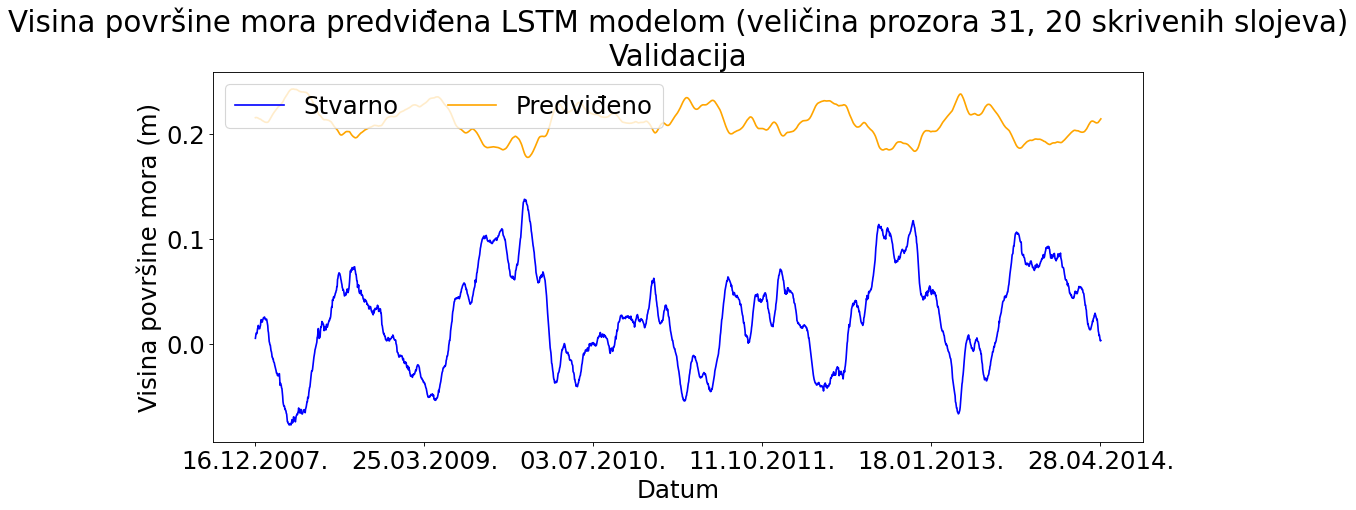 Visina površine mora predviđena LSTM modelom (veličina prozora 31, 20 skrivenih slojeva)
Validacija
Stvarno Predviđeno
Visina površine mora (m)
0.2
0.1
0.0
16.12.2007. 25.03.2009. 03.07.2010. 11.10.2011. 18.01.2013. 28.04.2014.
Datum